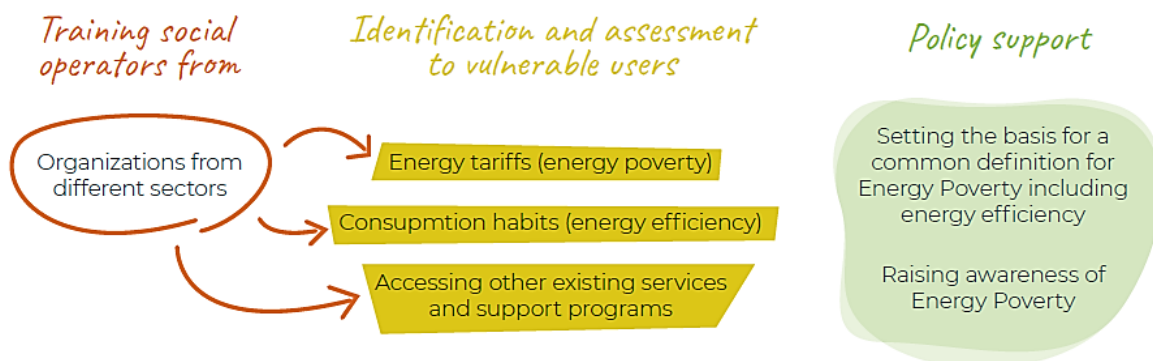 Training social
operators from
Organizations from
different sectors
Identification and assessment
to vulnerable users
Energy tariffs (energy poverty)
Consupmtion habits (energy efficiency)
Accessing other existing services
and support programs
Policy support
Setting the basis for a
common definition for
Energy Poverty including
energy efficiency
Raising awareness of
Energy Poverty